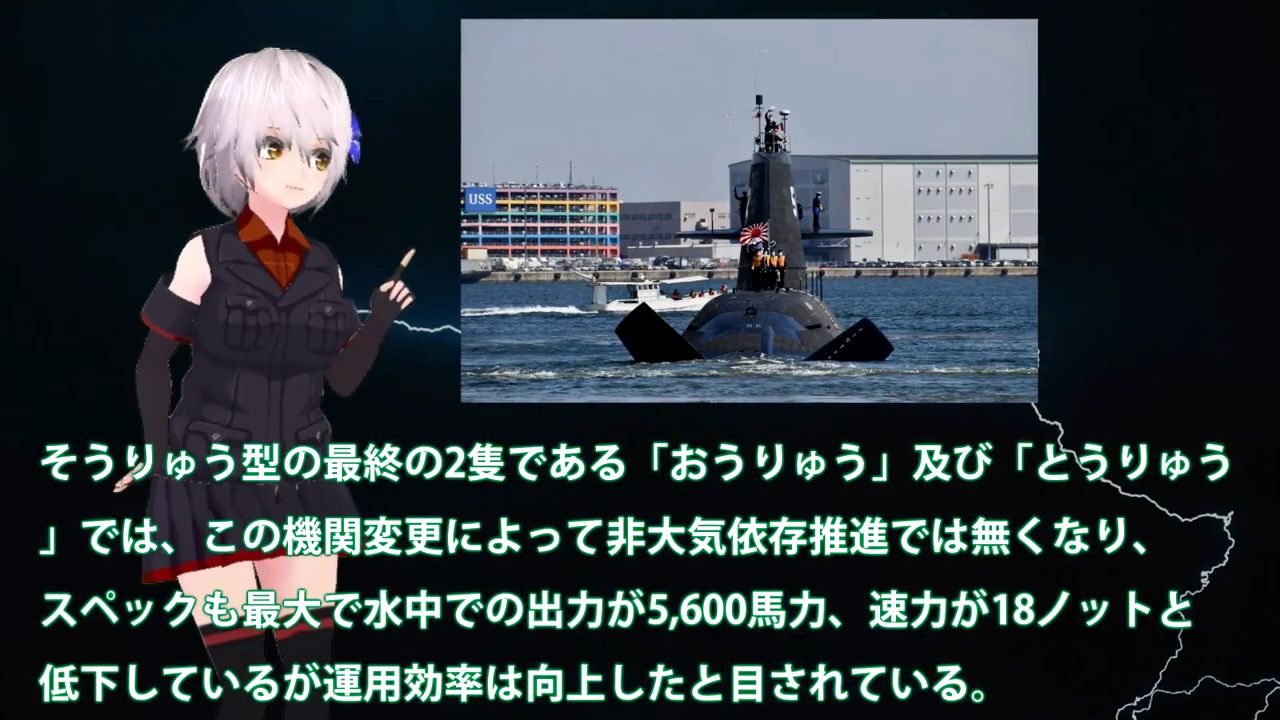 USS
そうりゅう型の最終の2隻である「おうりゅう」及び「とうりゅう
」では、この機関変更によって非大気依存推進では無くなり、
スペックも最大で水中での出力が5,600馬力、速力が18ノットと
低下しているが運用効率は向上したと目されている。